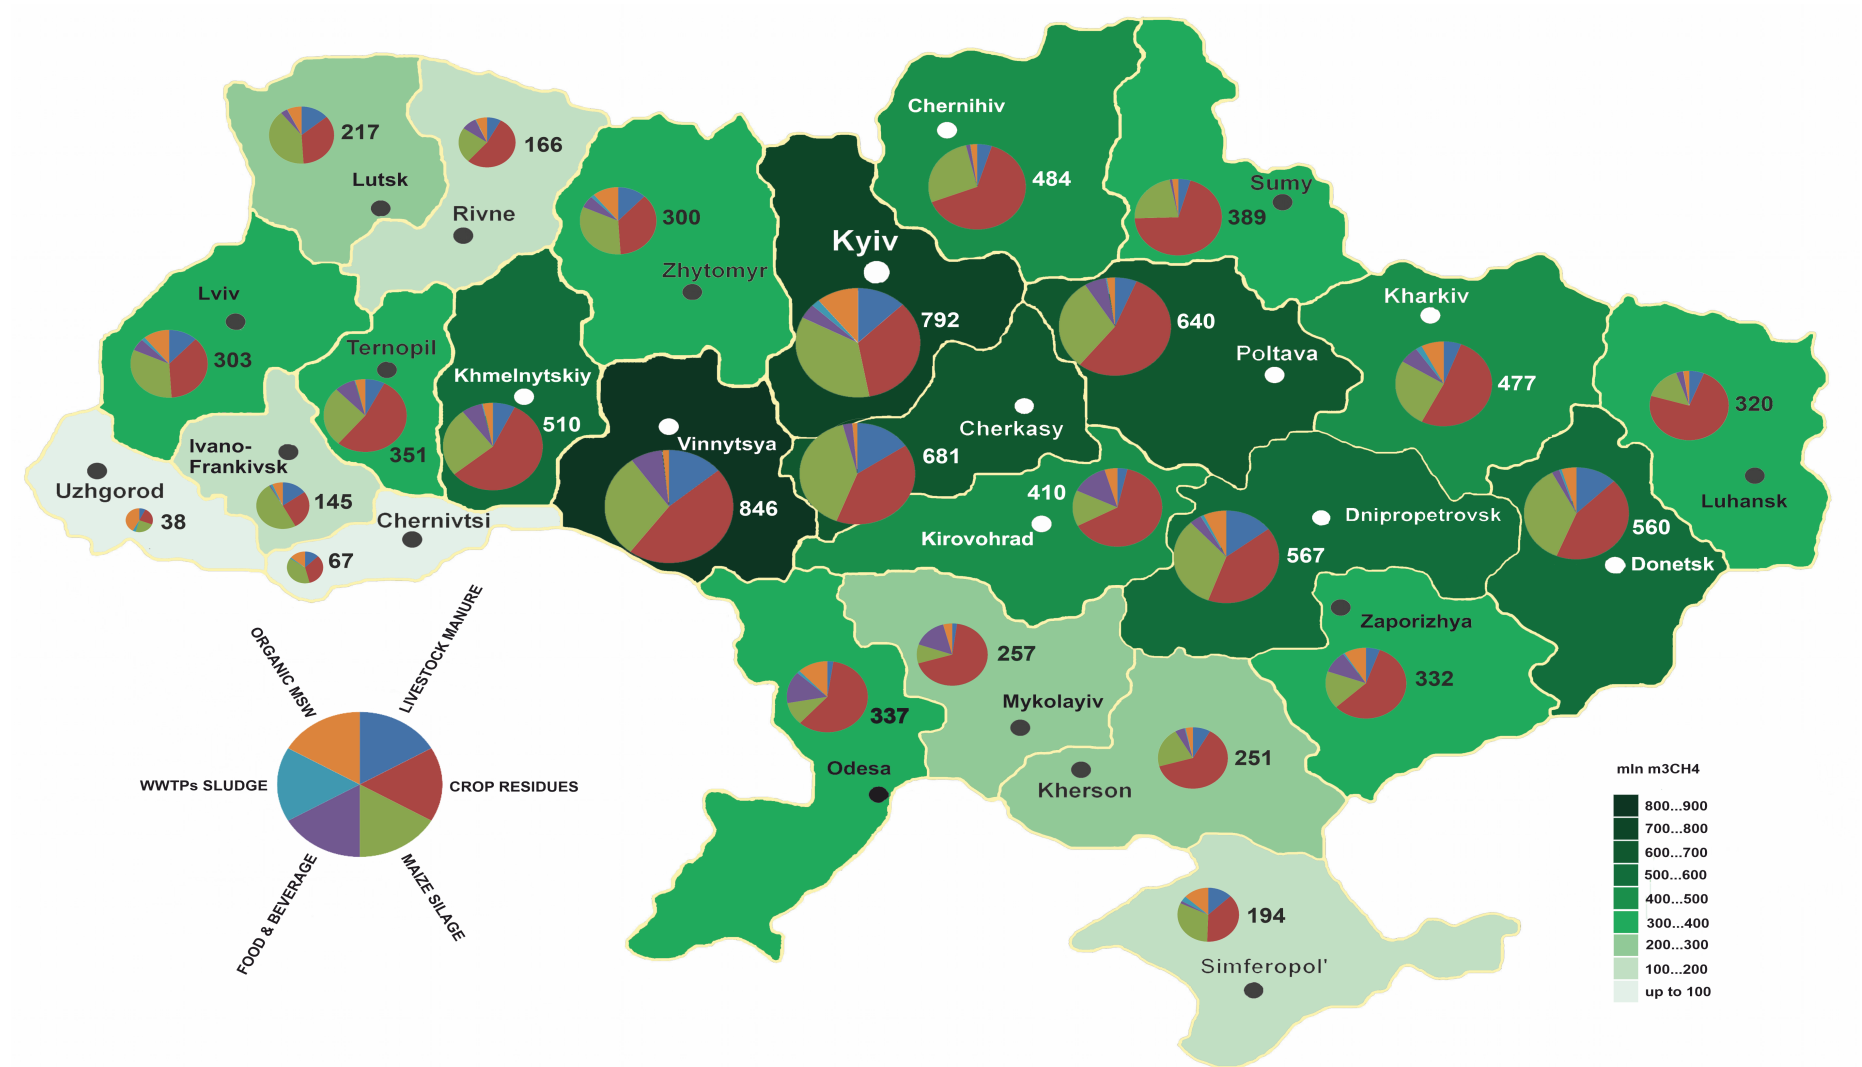 Chernihiv
484
217
166
Lutsk
Rivne
300
Zhytomyr
Kyiv
792
Sumy
389
Lviv
303
Ternopil
351
Khmelnytskiy
510
Kharkiv
477
640
Poltava
320
Luhansk
Cherkasy
681
Vinnytsya
846
Ivano-
Frankivsk
145
Uzhgorod
38
Chernivtsi
67
410
Kirovohrad
Dnipropetrovsk
567
560
Donetsk
Zaporizhya
332
257
Mykolayiv
337
Odesa
251
Kherson
194
Simferopol'
ORGANIC MSW
LIVESTOCK MANURE
WWTPs SLUDGE
CROP RESIDUES
FOOD & BEVERAGE
MAIZE SILAGE
mln m3CH4
800...900
700...800
600...700
500...600
400...500
300...400
200...300
100...200
up to 100